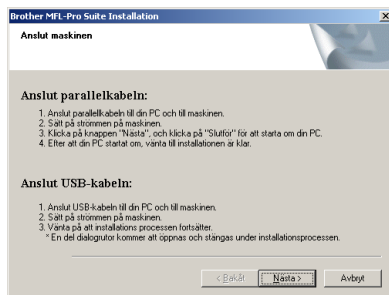 Brother MFL-Pro Suite Installation
Anslut maskinen
Anslut parallelkabeln:
1. Anslut parallellkabeln till din PC och till maskinen.
2. Sätt på strömmen på maskinen.
3. Klicka på knappen "Nästa", och klicka på "Slutför" för att starta om din PC.
4. Efter att din PC startat om, vänta till installationen är klar.
Anslut USB-kabeln:
1. Anslut USB-kabeln till din PC och till maskinen.
2. Sätt på strömmen på maskinen.
3. Vänta på att installations processen fortsätter.
* En del dialogrutor kommer att öppnas och stängas under installationsprocessen.
< Bakåt Nästa > Avbryt